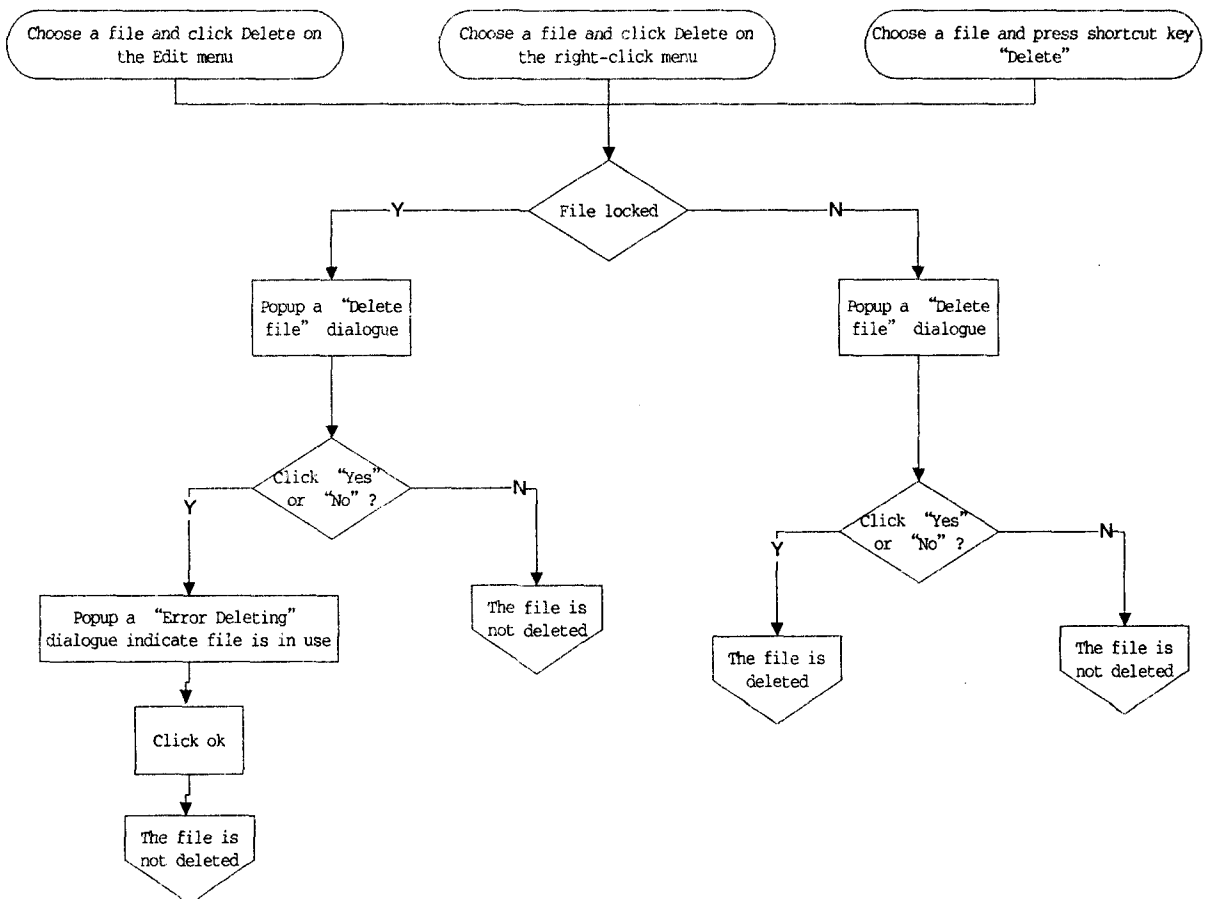 Choose a file and click Delete on
the Edit menu
Choose a file and click Delete on
the right-click menu
Choose a file and press shortcut key
“Delete”
File locked
Y
N
Popup a “Delete
file” dialogue
Popup a “Delete
file” dialogue
Click “Yes”
or “No” ?
Y
N
Click “Yes”
or “No” ?
Y
N
Popup a “Error Deleting”
dialogue indicate file is in use
The file is
not deleted
The file is
deleted
The file is
not deleted
Click ok
The file is
not deleted